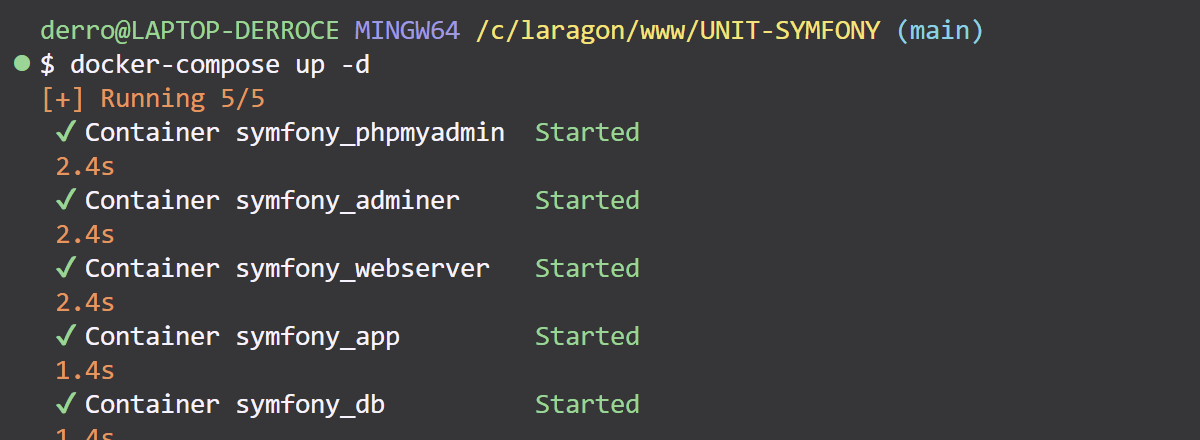 derro@LAPTOP-DERROCE MINGW64 /c/laragon/www/UNIT-SYMFONY (main)
$ docker-compose up -d
[+] Running 5/5
✓ Container symfony_phpmyadmin Started
2.4s
✓ Container symfony_adminer Started
2.4s
✓ Container symfony_webserver Started
2.4s
✓ Container symfony_app Started
1.4s
✓ Container symfony_db Started
1.4s